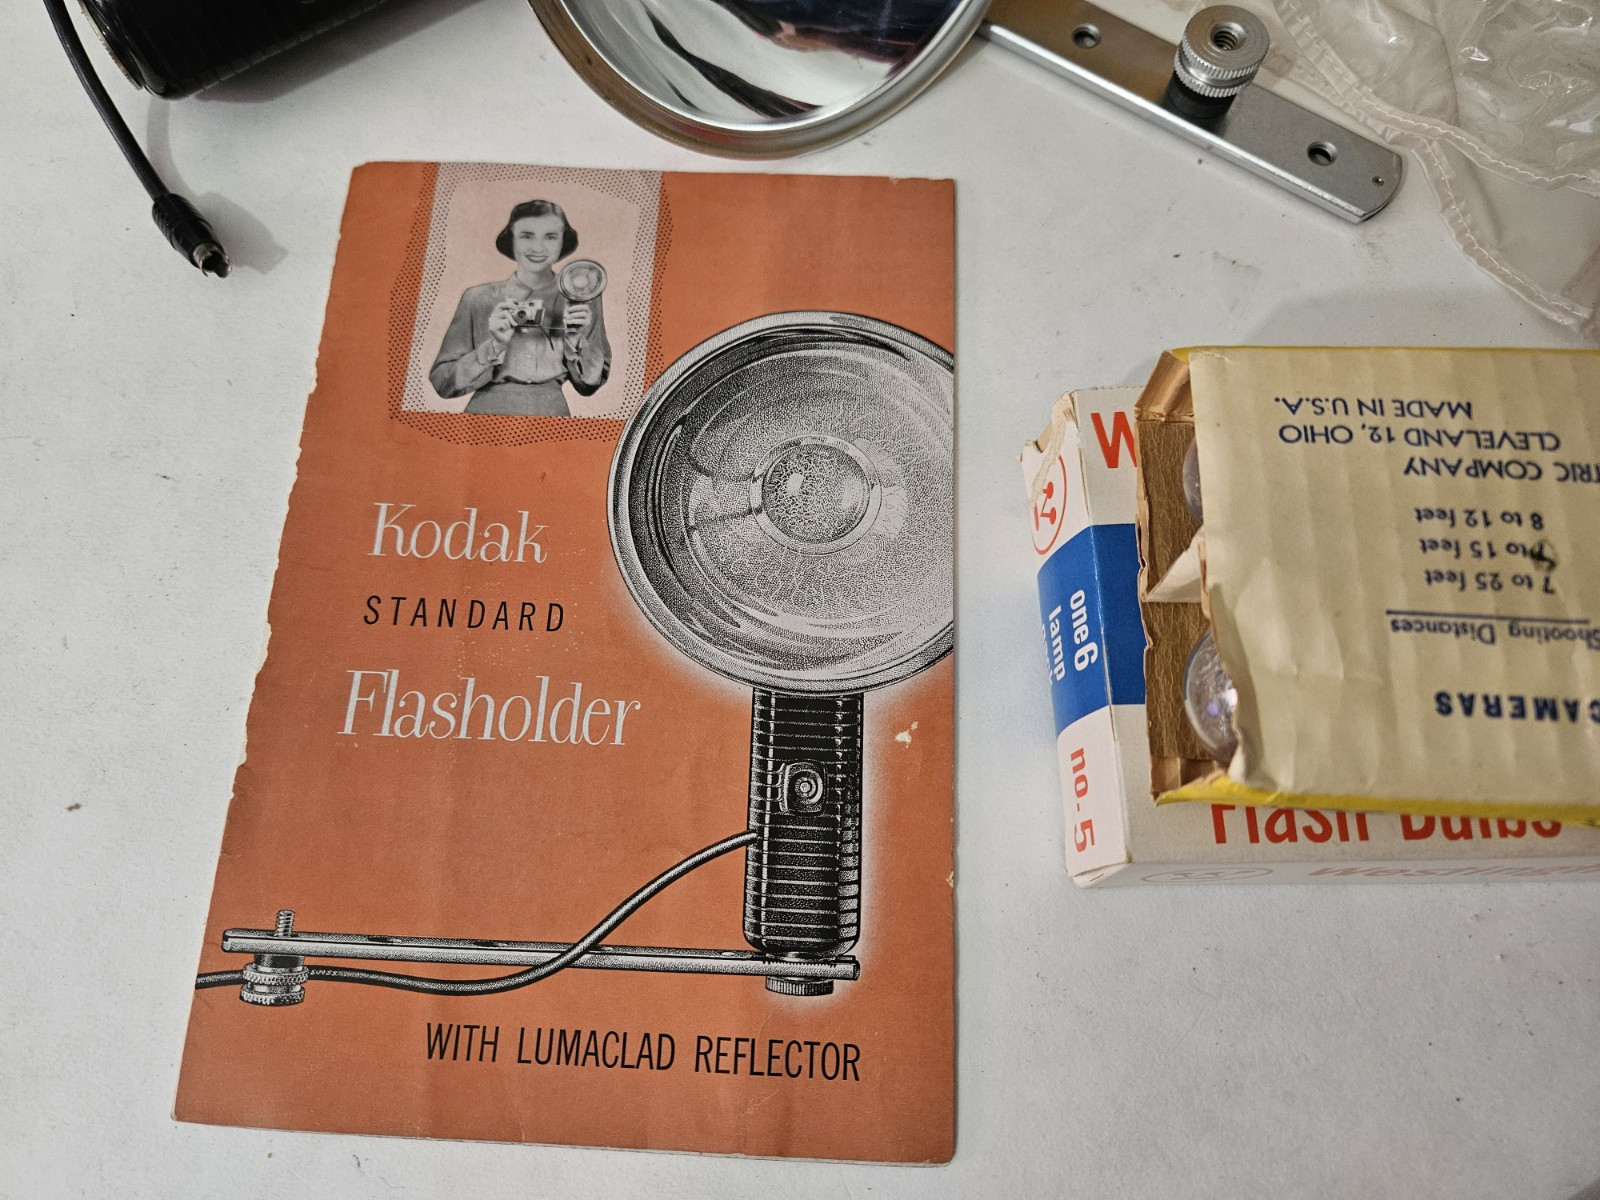 Kodak
STANDARD
Flasholder
WITH LUMACLAD REFLECTOR
one 6
lamp
no. 5
Flash Bulbs
CAMERAS
Shooting Distances
7 to 25 feet
to 15 feet
8 to 12 feet
COMPANY
CLEVELAND 12, OHIO
MADE IN U.S.A.